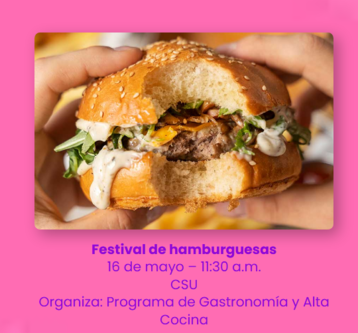 Festival de hamburguesas
16 de mayo – 11:30 a.m.
CSU
Organiza: Programa de Gastronomía y Alta
Cocina